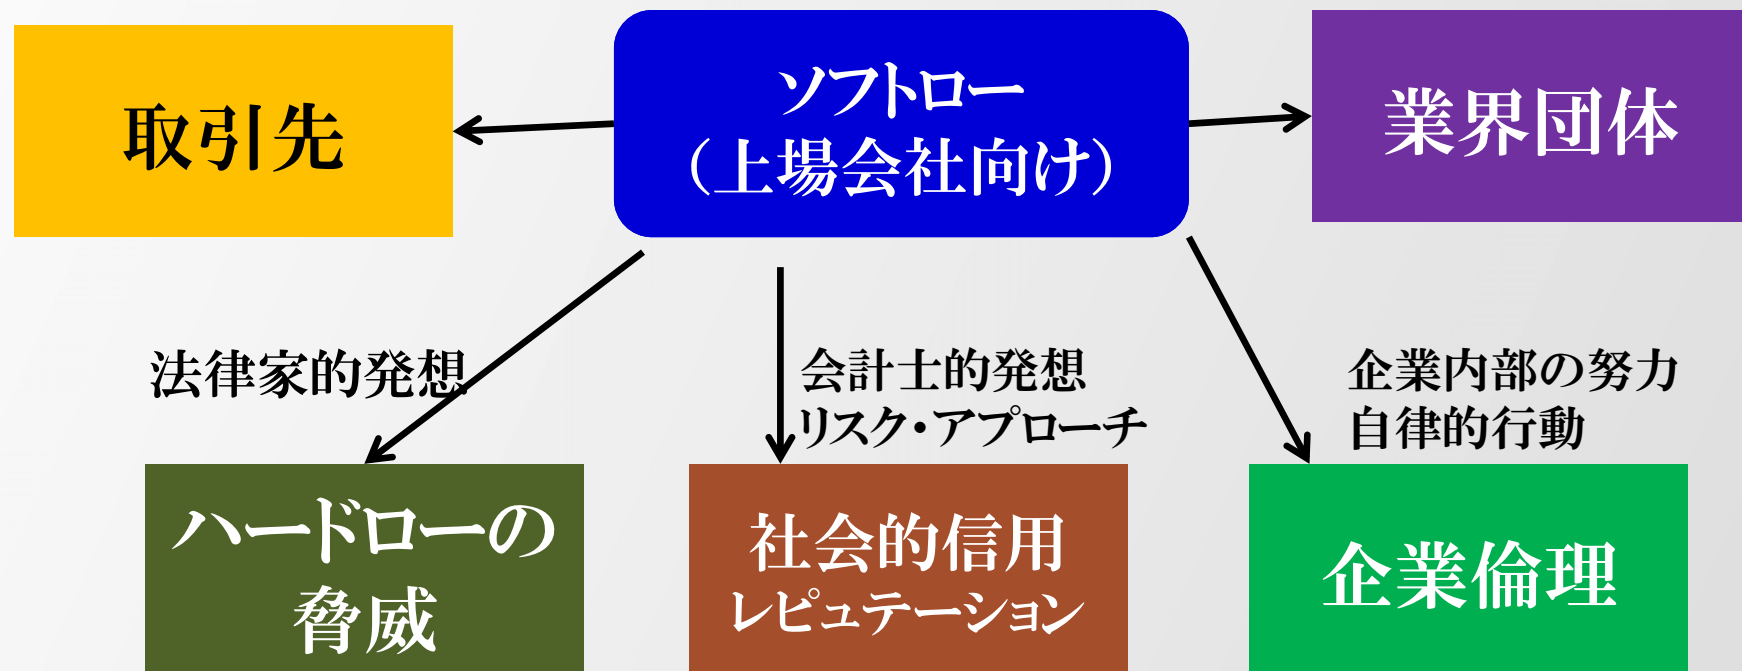 取引先
ソフトロー
（上場会社向け）
業界団体
法律家的発想
会計士的発想
リスク・アプローチ
企業内部の努力
自律的行動
ハードローの
脅威
社会的信用
レピュテーション
企業倫理